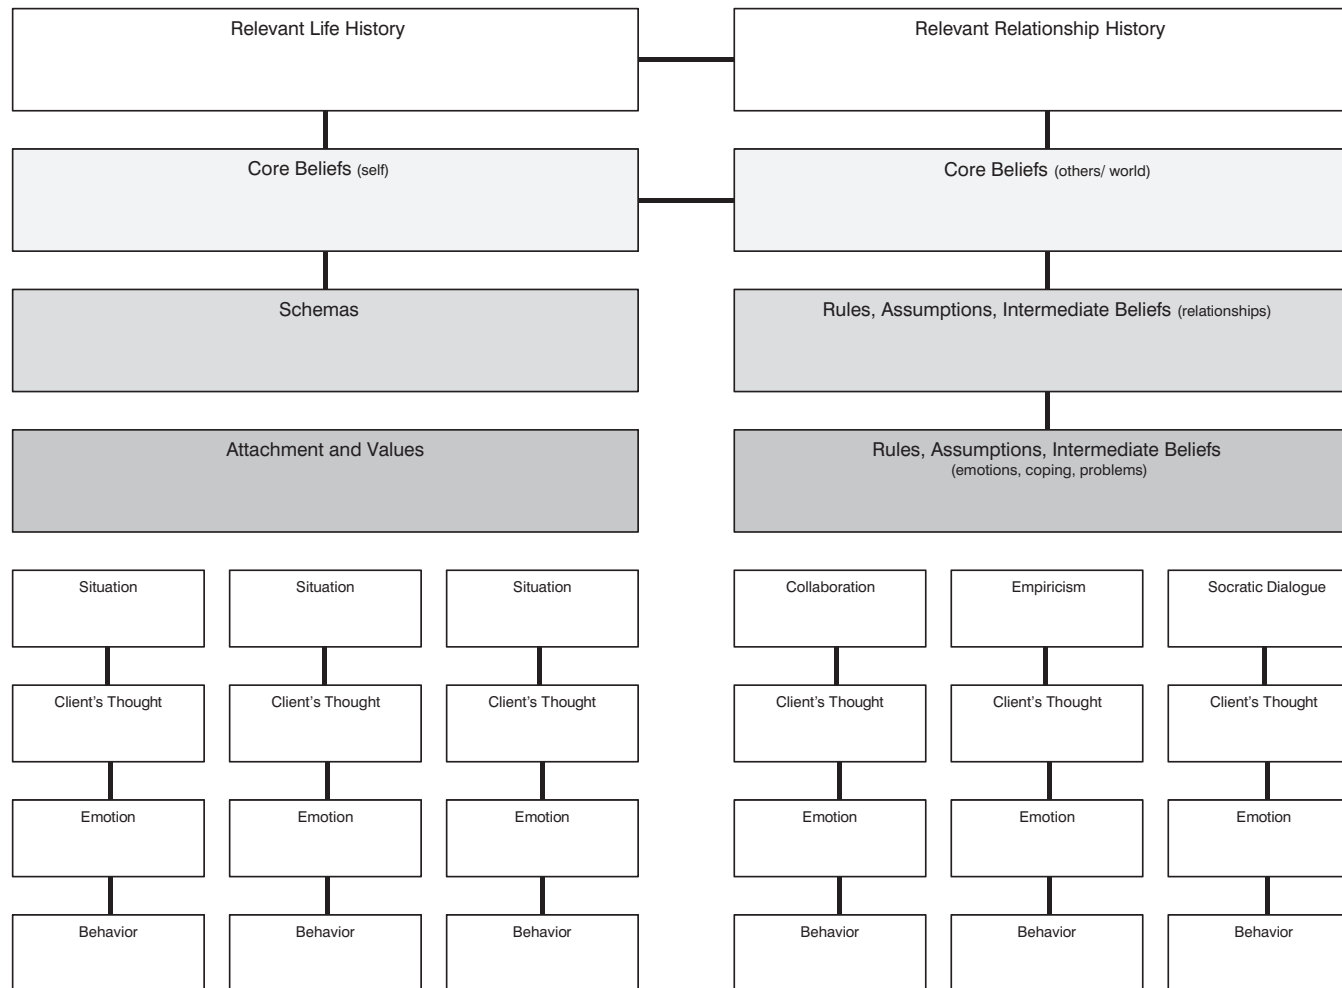 Relevant Life History
Relevant Relationship History
Core Beliefs (self)
Core Beliefs (others/ world)
Schemas
Rules, Assumptions, Intermediate Beliefs (relationships)
Attachment and Values
Rules, Assumptions, Intermediate Beliefs
(emotions, coping, problems)
Situation
Situation
Situation
Collaboration
Empiricism
Socratic Dialogue
Client's Thought
Client's Thought
Client's Thought
Client's Thought
Client's Thought
Client's Thought
Emotion
Emotion
Emotion
Emotion
Emotion
Emotion
Behavior
Behavior
Behavior
Behavior
Behavior
Behavior